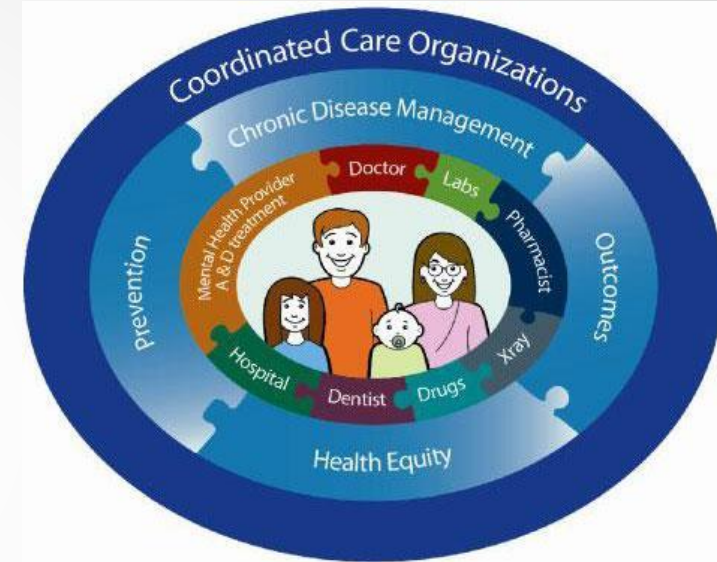 Coordinated Care Organizations
Chronic Disease Management
Prevention
Outcomes
Health Equity
Mental Health Provider
A & D treatment
Doctor
Labs
Pharmacist
Xray
Drugs
Dentist
Hospital